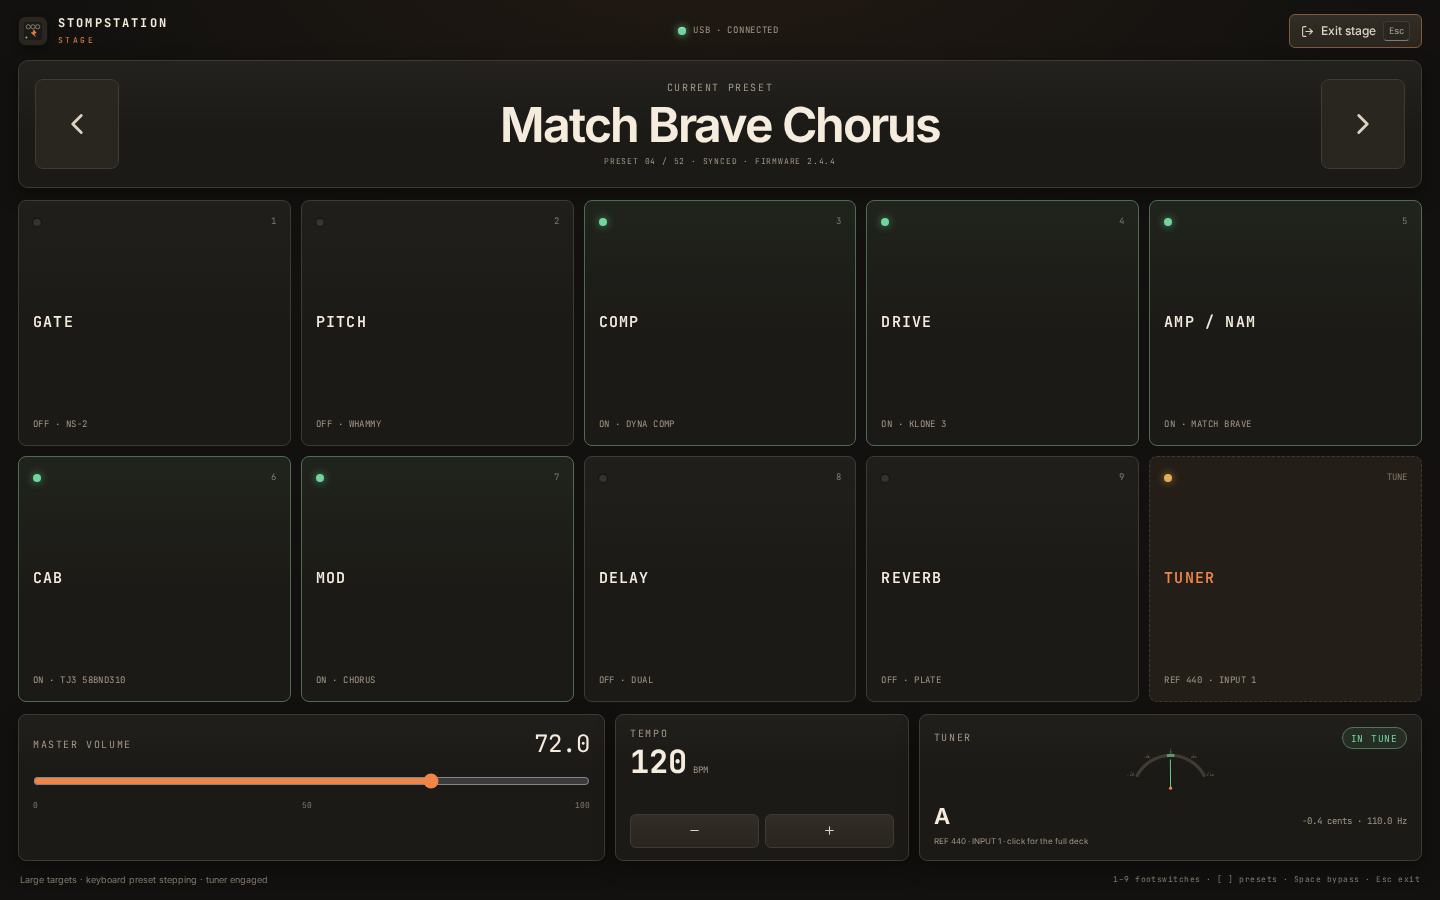 STOMPSTATION
STAGE
USB · CONNECTED
Exit stage Esc
CURRENT PRESET
Match Brave Chorus
PRESET 04 / 52 · SYNCED · FIRMWARE 2.4.4
1
GATE
OFF · NS-2
2
PITCH
OFF · WHAMMY
3
COMP
ON · DYNA COMP
4
DRIVE
ON · KLONE 3
5
AMP / NAM
ON · MATCH BRAVE
6
CAB
ON · TJ3 58BND310
7
MOD
ON · CHORUS
8
DELAY
OFF · DUAL
9
REVERB
OFF · PLATE
TUNE
TUNER
REF 440 · INPUT 1
MASTER VOLUME 72.0
0 50 100
TEMPO
120 BPM
− +
TUNER IN TUNE
A
-0.4 cents · 110.0 Hz
REF 440 · INPUT 1 · click for the full deck
Large targets · keyboard preset stepping · tuner engaged
1–9 footswitches · [ ] presets · Space bypass · Esc exit